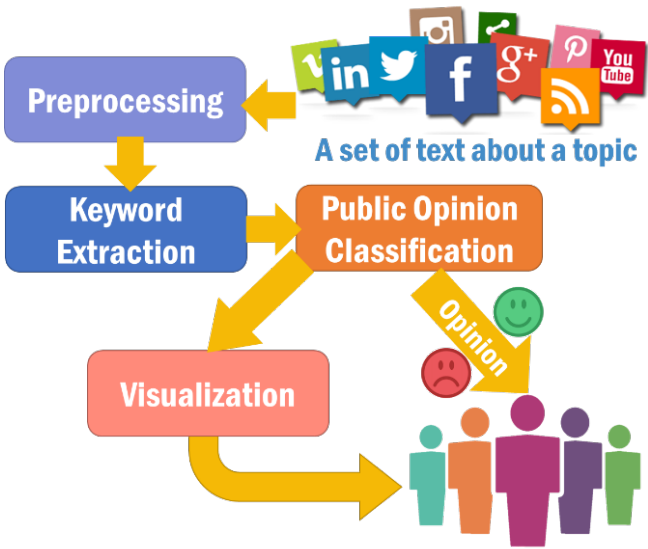 in
f
g+
You
Tube
Preprocessing
A set of text about a topic
Keyword
Extraction
Public Opinion
Classification
Opinion
Visualization